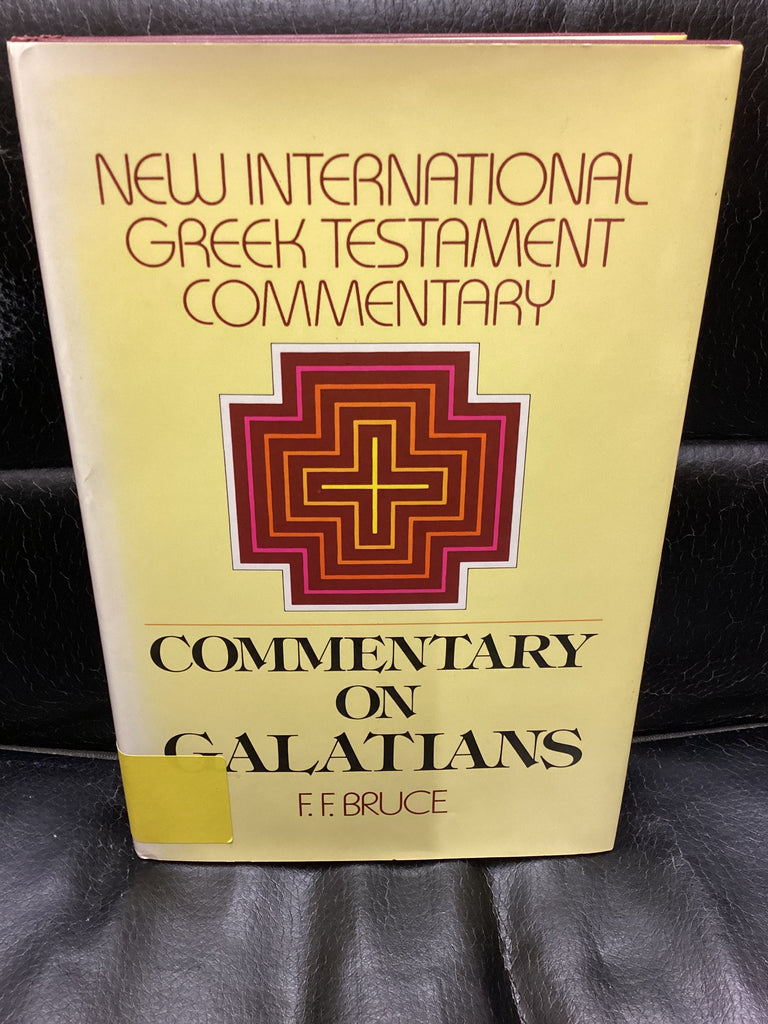 NEW INTERNATIONAL
GREEK TESTAMENT
COMMENTARY
COMMENTARY
ON
GALATIANS
F. F. BRUCE